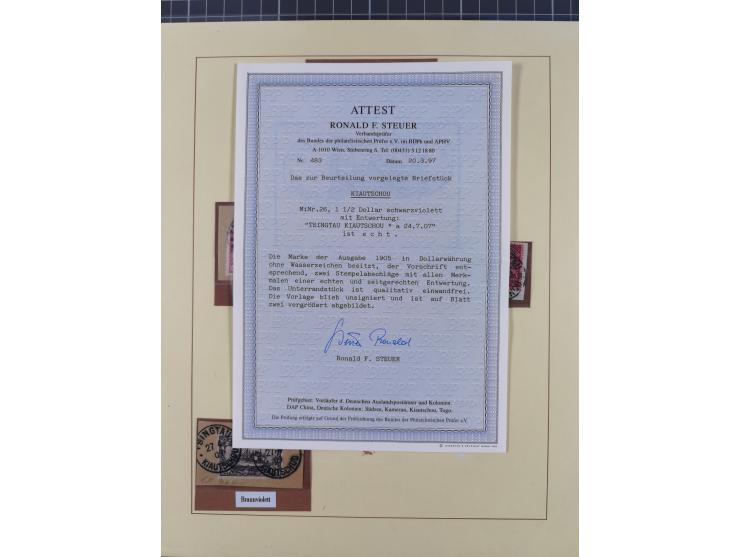 ATTEST
RONALD F. STEUER
Verbandsprüfer
des Bundes der philatelistischen Prüfer e.V. im BDPh und APHV
A-1010 Wien, Stubenring 6, Tel: (00431) 5 12 18 80
Nr. 483 Datum 20.3.97
Das zur Beurteilung vorgelegte Briefstück
KIAUTSCHOU
MiNr.26, 1 1/2 Dollar schwarzviolett
mit Entwertung:
"TSINGTAU KIAUTSCHOU * a 24.7.07"
ist e c h t .
Die Marke der Ausgabe 1905 in Dollarwährung
ohne Wasserzeichen besitzt, der Vorschrift ent-
sprechend, zwei Stempelabschläge mit allen Merk-
malen einer echten und zeitgerechten Entwertung.
Das Unterrandstück ist qualitativ einwandfrei.
Die Vorlage blieb unsigniert und ist auf Blatt
zwei vergrößert abgebildet.
Ronald F. STEUER
Prüfgebiet: Vorläufer d. Deutschen Auslandspostämter und Kolonien.
DAP China, Deutsche Kolonien: Südsee, Kamerun, Kiautschou, Togo.
Die Prüfung erfolgte auf Grund der Prüfordnung des Bundes der Philatelistischen Prüfer e.V.
TSINGTAU
KIAUTSCHOU
Braunviolett